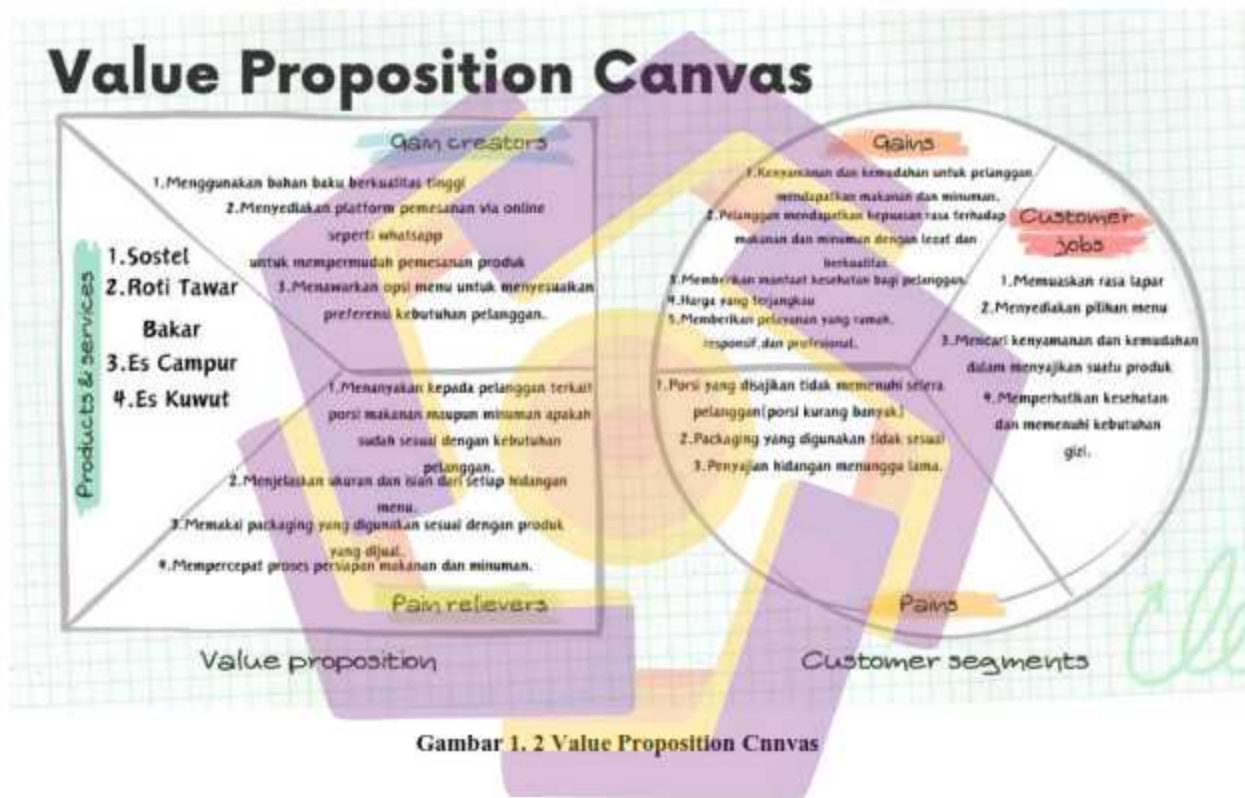 Value Proposition Canvas
Gain creators
1.Menggunakan bahan baku berkualitas tinggi
2.Menyediakan platform pemesanan via online
seperti whatsapp
untuk mempermudah pemesanan produk
3.Menawarkan opsi menu untuk menyesuaikan
preferensi kebutuhan pelanggan.
Products & services
1.Sostel
2.Roti Tawar
Bakar
3.Es Campur
4.Es Kuwut
1.Menanyakan kepada pelanggan terkait
porsi makanan maupun minuman apakah
sudah sesuai dengan kebutuhan
pelanggan.
2.Menjelaskan ukuran dan isian dari setiap hidangan
menu.
3.Memakai packaging yang digunakan sesuai dengan produk
yang dijual.
4.Mempercepat proses persiapan makanan dan minuman.
Pain relievers
Value proposition
Gains
1.Kenyamanan dan kemudahan untuk pelanggan
mendapatkan makanan dan minuman.
2.Pelanggan mendapatkan kepuasan rasa terhadap
makanan dan minuman dengan lezat dan
berkualitas.
3.Memberikan manfaat kesehatan bagi pelanggan.
4.Harga yang terjangkau
5.Memberikan pelayanan yang ramah,
responsif,dan profesional.
Customer
jobs
1.Memuaskan rasa lapar
2.Menyediakan pilihan menu
3.Mencari kenyamanan dan kemudahan
dalam menyajikan suatu produk
4.Memperhatikan kesehatan
dan memenuhi kebutuhan
gizi.
1.Porsi yang disajikan tidak memenuhi selera
pelanggan(porsi kurang banyak)
2.Packaging yang digunakan tidak sesuai
3.Penyajian hidangan menunggu lama.
Pains
Customer segments
Gambar 1. 2 Value Proposition Cnnvas